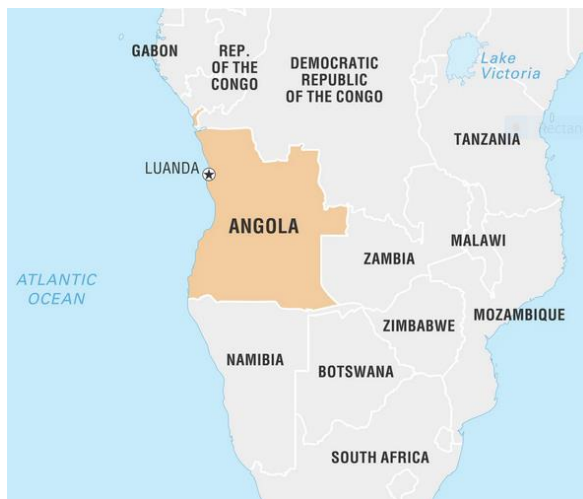 GABON
REP.
OF THE
CONGO
DEMOCRATIC
REPUBLIC
OF THE CONGO
Lake
Victoria
TANZANIA
LUANDA
ANGOLA
ZAMBIA
MALAWI
ATLANTIC
OCEAN
MOZAMBIQUE
ZIMBABWE
NAMIBIA
BOTSWANA
SOUTH AFRICA